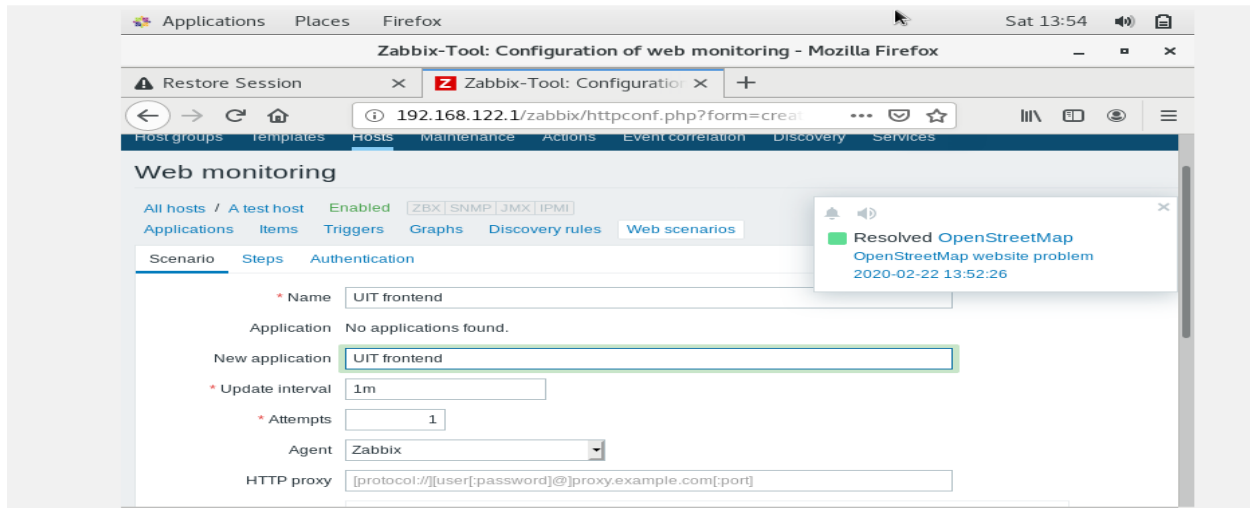 Applications Places Firefox Sat 13:54
Zabbix-Tool: Configuration of web monitoring - Mozilla Firefox
Restore Session Z Zabbix-Tool: Configuration
192.168.122.1/zabbix/httpconf.php?form=crea
Host groups Templates Hosts Maintenance Actions Event correlation Discovery Services
Web monitoring
All hosts / A test host Enabled ZBX SNMP JMX IPMI
Applications Items Triggers Graphs Discovery rules Web scenarios
Resolved OpenStreetMap
OpenStreetMap website problem
2020-02-22 13:52:26
Scenario Steps Authentication
* Name UIT frontend
Application No applications found.
New application UIT frontend
* Update interval 1m
* Attempts 1
Agent Zabbix
HTTP proxy [protocol://][user[:password]@]proxy.example.com[:port]